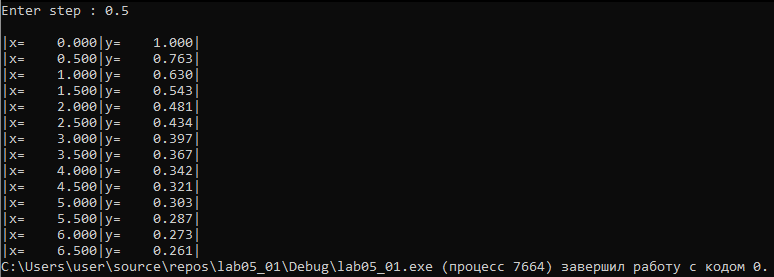 Enter step : 0.5
|x=    0.000|y=    1.000|
|x=    0.500|y=    0.763|
|x=    1.000|y=    0.630|
|x=    1.500|y=    0.543|
|x=    2.000|y=    0.481|
|x=    2.500|y=    0.434|
|x=    3.000|y=    0.397|
|x=    3.500|y=    0.367|
|x=    4.000|y=    0.342|
|x=    4.500|y=    0.321|
|x=    5.000|y=    0.303|
|x=    5.500|y=    0.287|
|x=    6.000|y=    0.273|
|x=    6.500|y=    0.261|
C:\Users\user\source\repos\lab05_01\Debug\lab05_01.exe (процесс 7664) завершил работу с кодом 0.